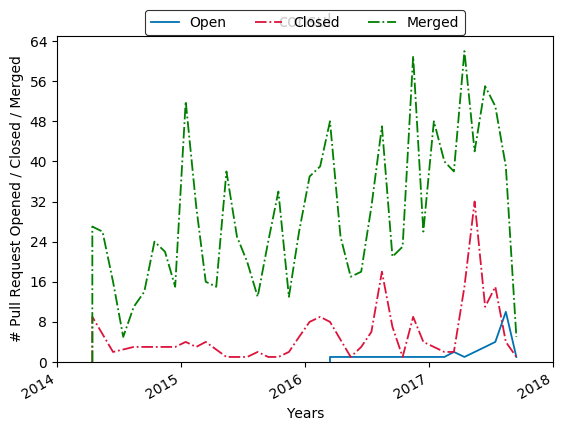 Open Closed Merged
# Pull Request Opened / Closed / Merged
64
56
48
40
32
24
16
8
0
2014 2015 2016 2017 2018
Years